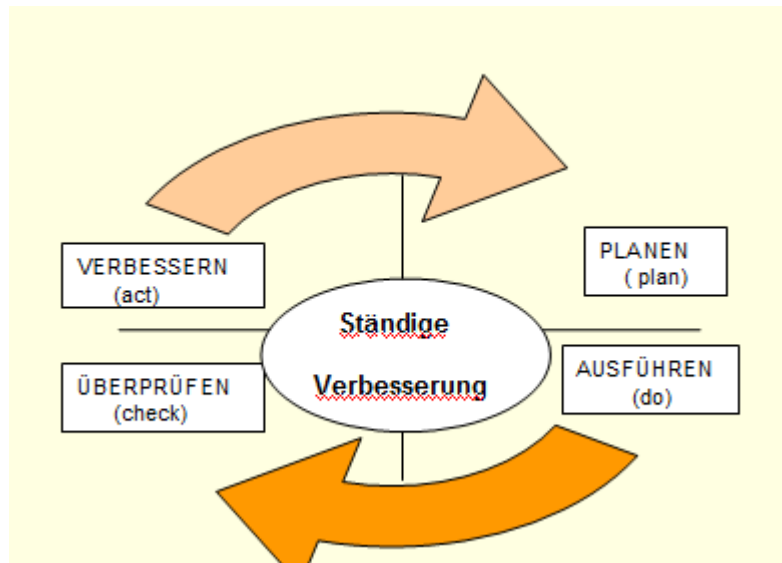 VERBESSERN
(act)
PLANEN
( plan)
Ständige
Verbesserung
ÜBERPRÜFEN
(check)
AUSFÜHREN
(do)